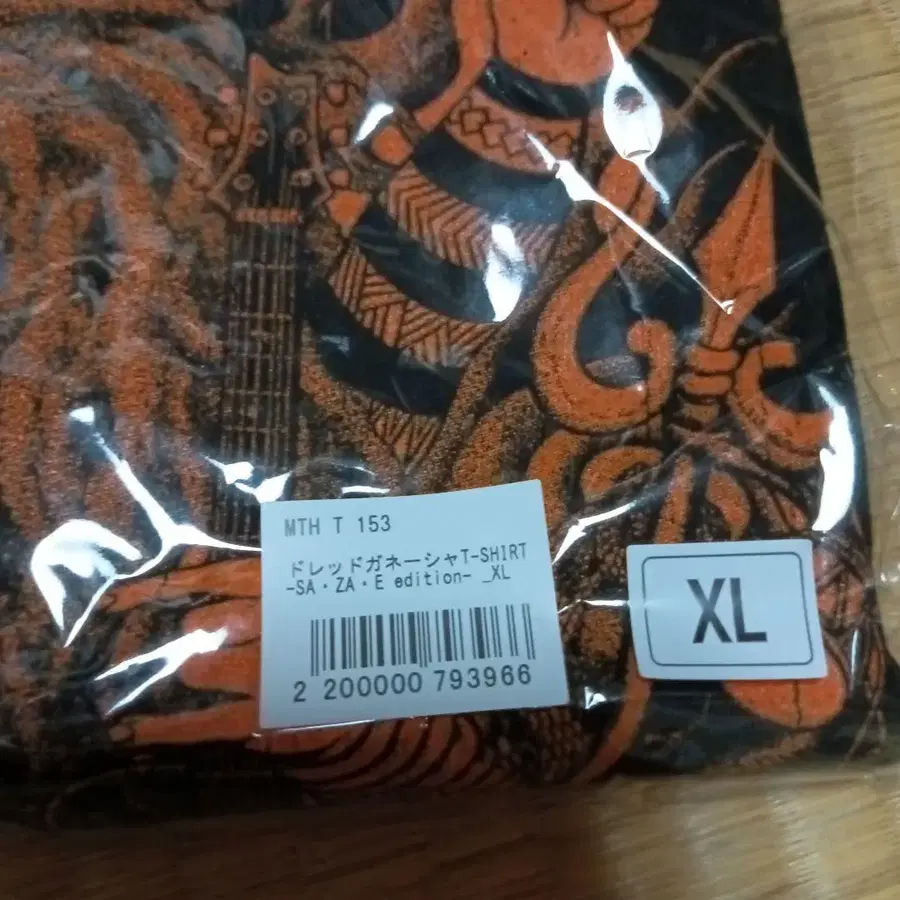 MTH T 153
ドレッドガネーシャT-SHIRT
-SA・ZA・E edition- _XL
2 200000 793966
XL